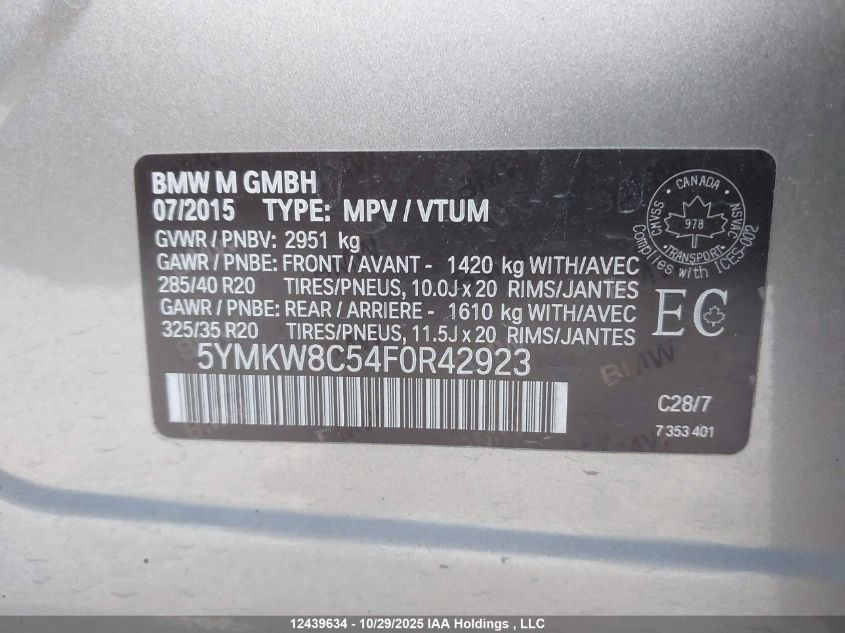 BMW M GMBH
07/2015 TYPE: MPV / VTUM
GVWR / PNBV: 2951 kg
GAWR / PNBE: FRONT / AVANT - 1420 kg WITH/AVEC
285/40 R20 TIRES/PNEUS, 10.0J x 20 RIMS/JANTES
GAWR / PNBE: REAR / ARRIERE - 1610 kg WITH/AVEC
325/35 R20 TIRES/PNEUS, 11.5J x 20 RIMS/JANTES
5YMKW8C54F0R42923
CANADA
CMVSS
978
NSVAC
TRANSPORT
Complies with ICES-002
EC
BMW
C28/7
7 353 401
12439634 - 10/29/2025 IAA Holdings , LLC